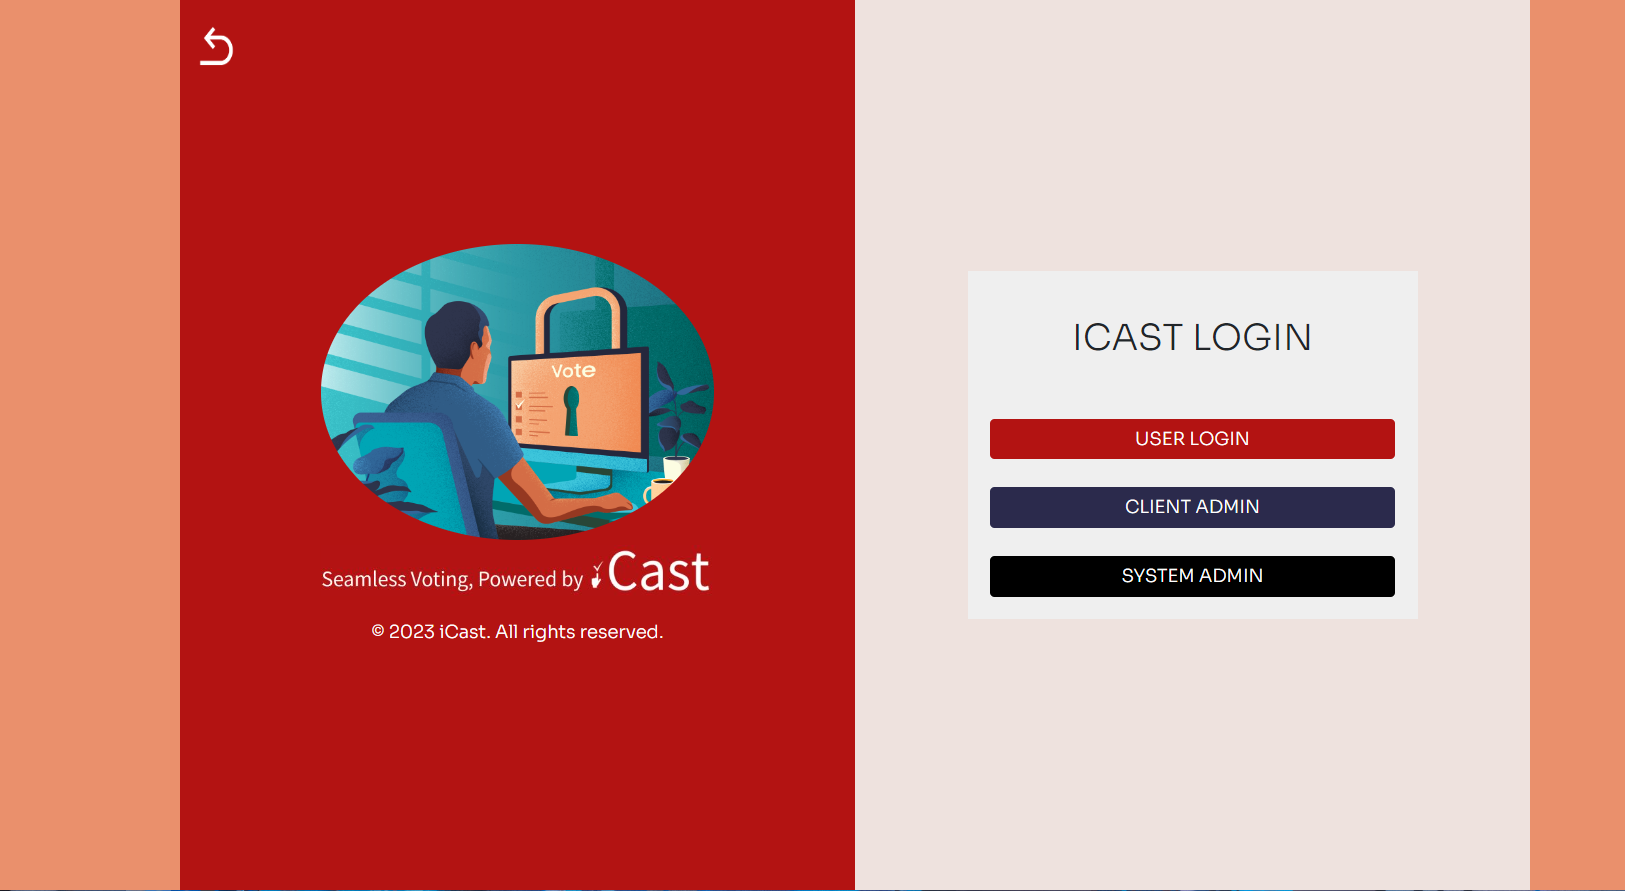 Vote
Seamless Voting, Powered by iCast
© 2023 iCast. All rights reserved.
ICAST LOGIN
USER LOGIN
CLIENT ADMIN
SYSTEM ADMIN